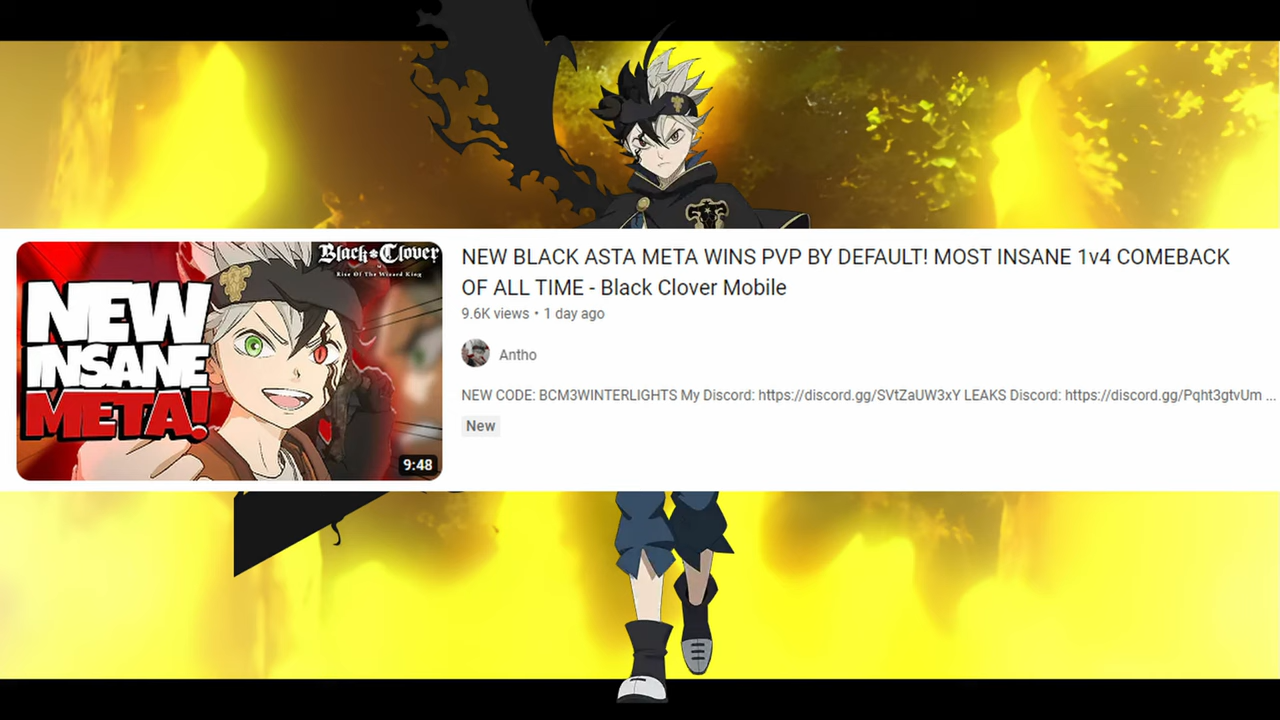 NEW
INSANE
META!
Black Clover
Rise Of The Wizard King
9:48
NEW BLACK ASTA META WINS PVP BY DEFAULT! MOST INSANE 1v4 COMEBACK
OF ALL TIME - Black Clover Mobile
9.6K views • 1 day ago
Antho
NEW CODE: BCM3WINTERLIGHTS My Discord: https://discord.gg/SVtZaUW3xY LEAKS Discord: https://discord.gg/Pqht3gtvUm ...
New